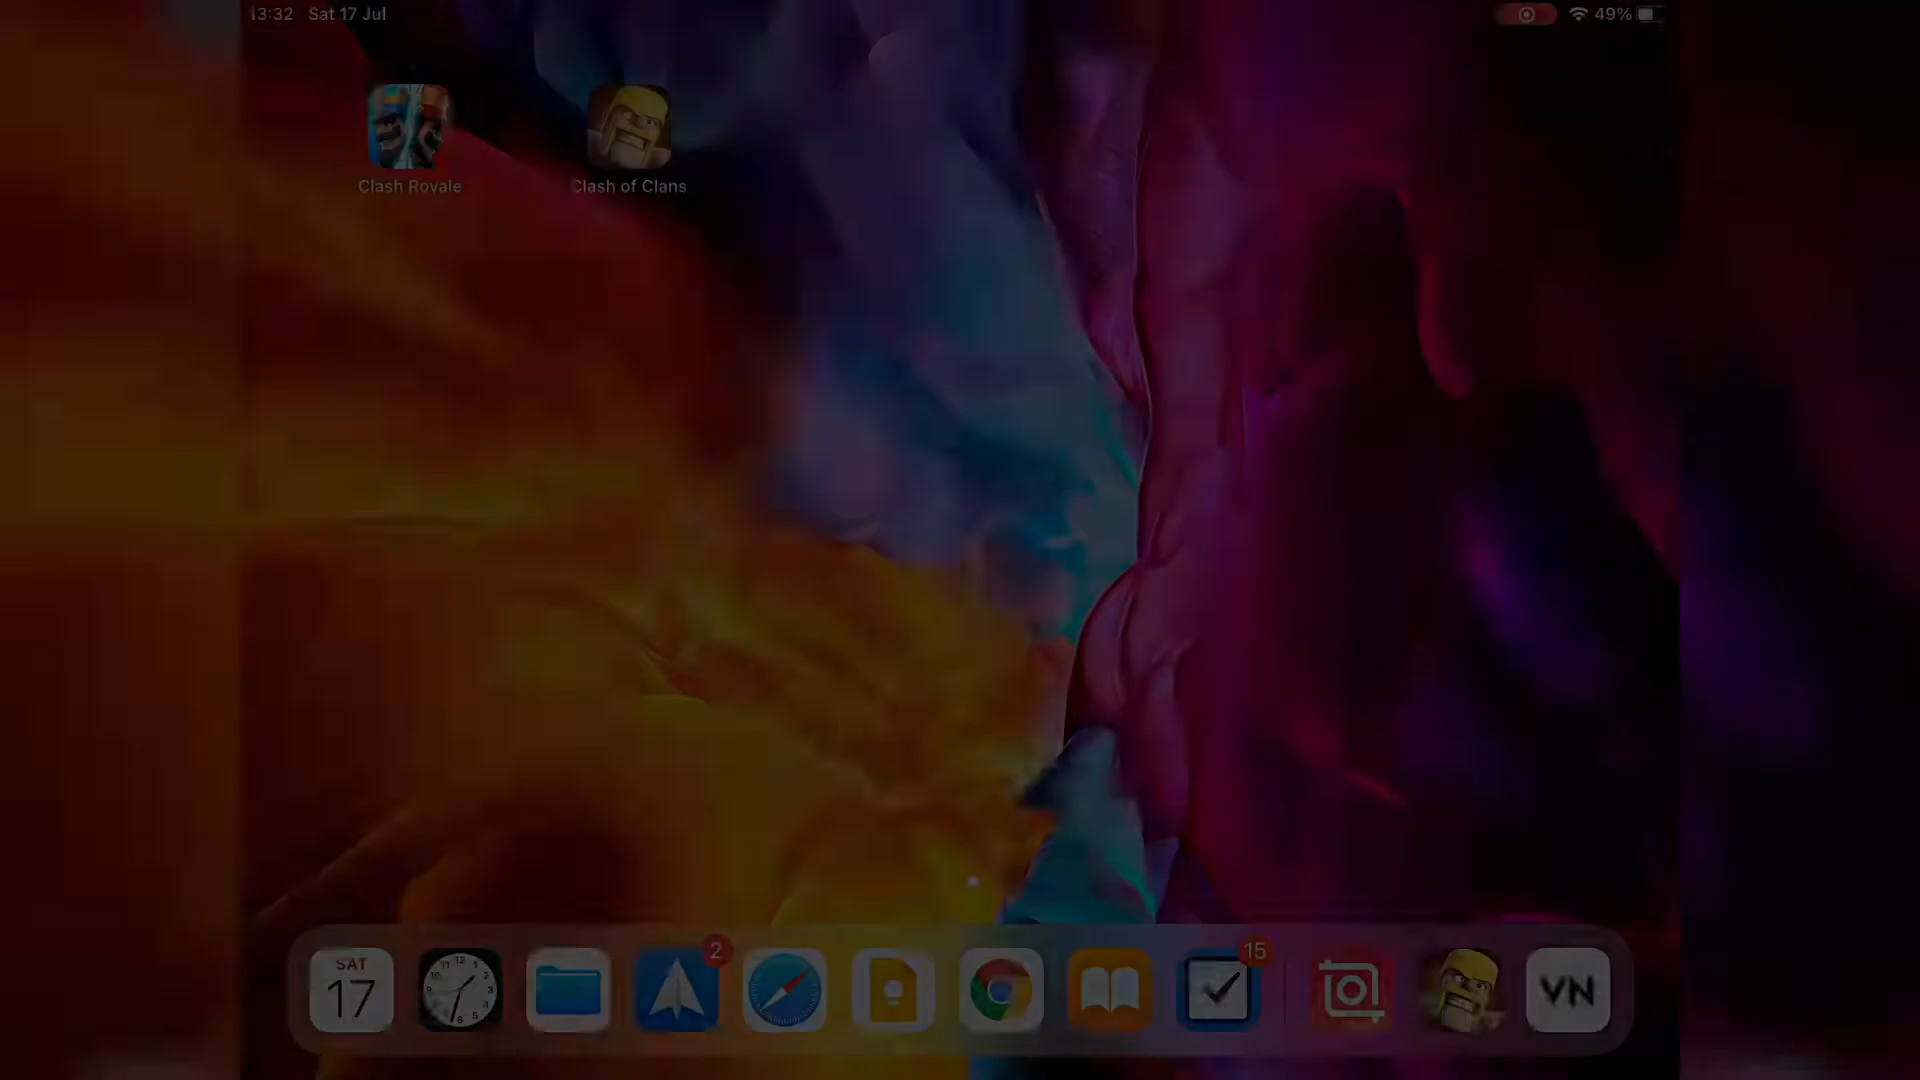 13:32 Sat 17 Jul
49%
Clash Royale
Clash of Clans
2
15
SAT
17
VN